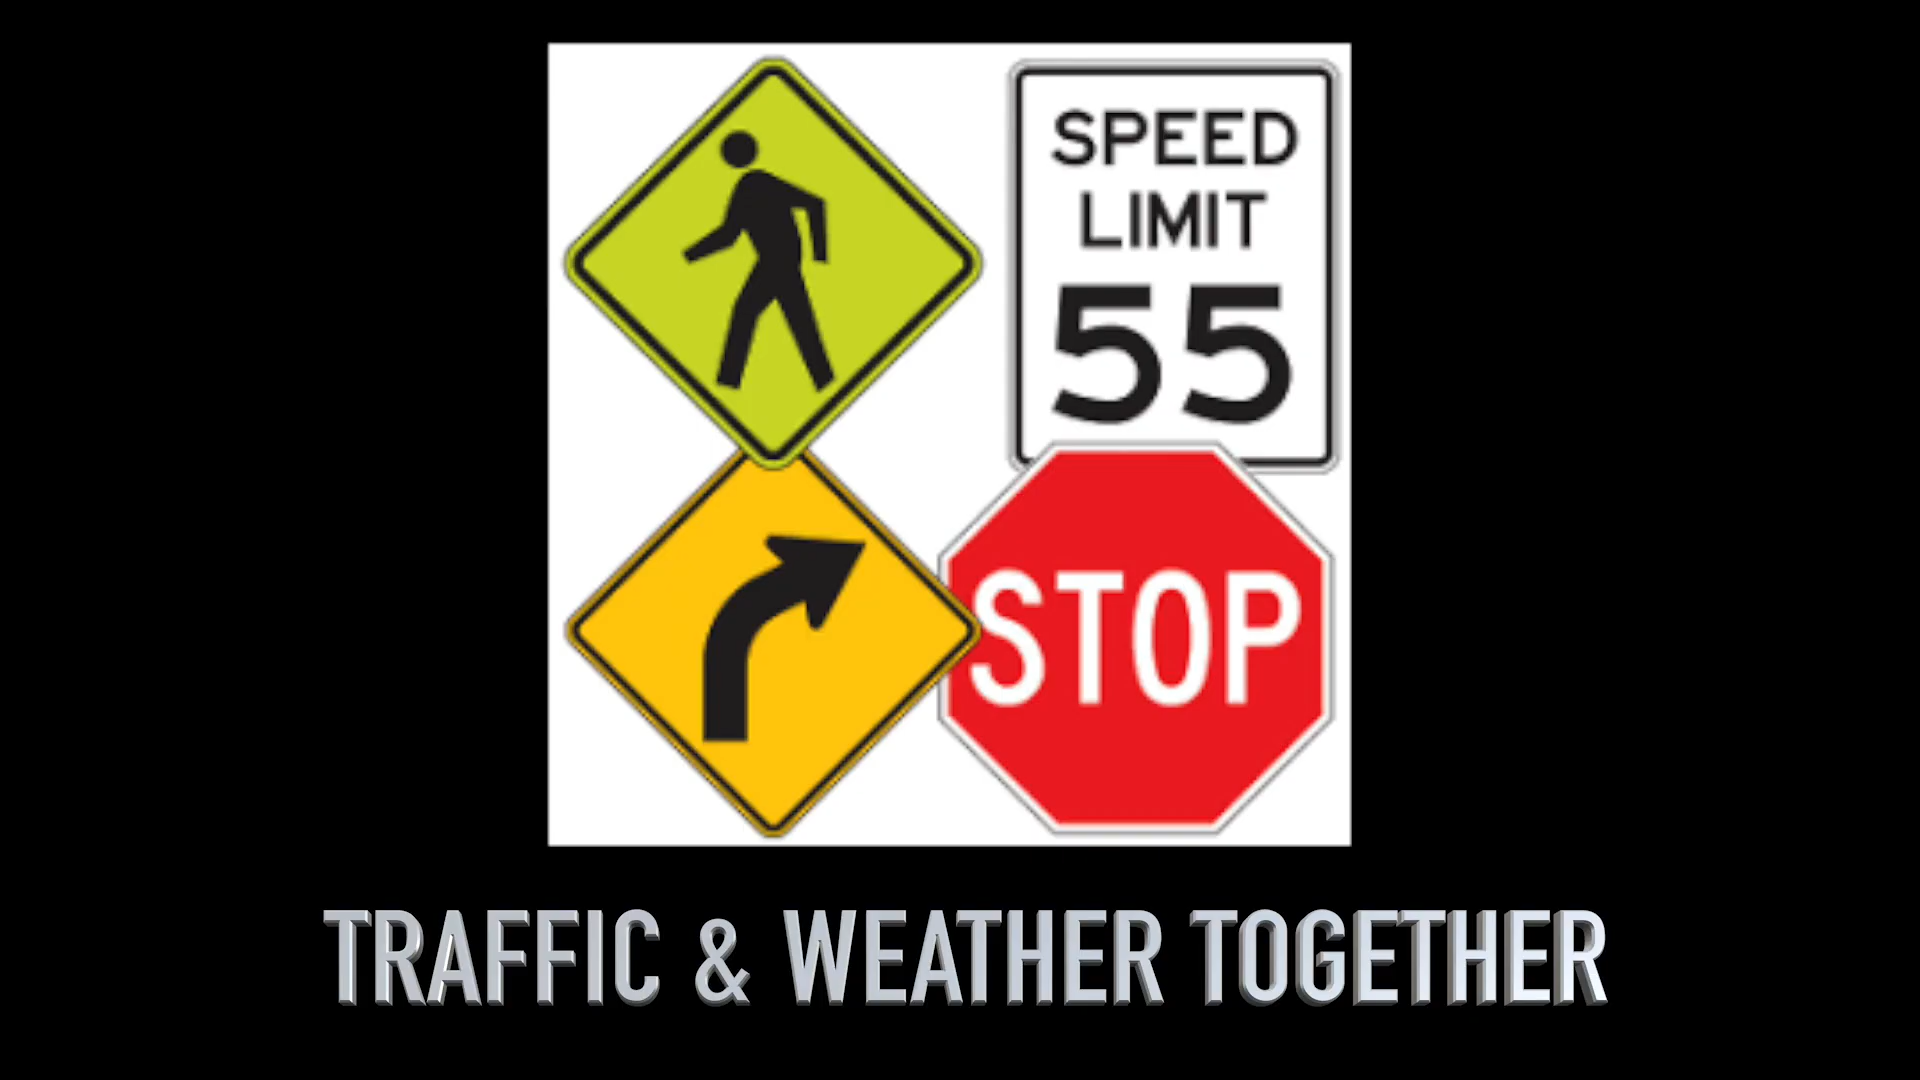 SPEED
LIMIT
55
STOP
TRAFFIC & WEATHER TOGETHER